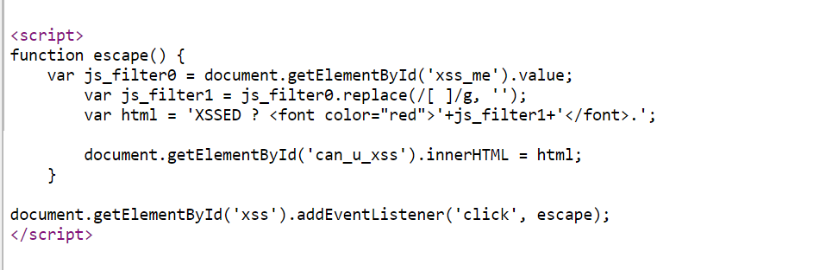 <script>
function escape() {
    var js_filter0 = document.getElementById('xss_me').value;
        var js_filter1 = js_filter0.replace(/[ ]/g, '');
        var html = 'XSSED ? <font color="red">'+js_filter1+'</font>.';

        document.getElementById('can_u_xss').innerHTML = html;
    }

document.getElementById('xss').addEventListener('click', escape);
</script>